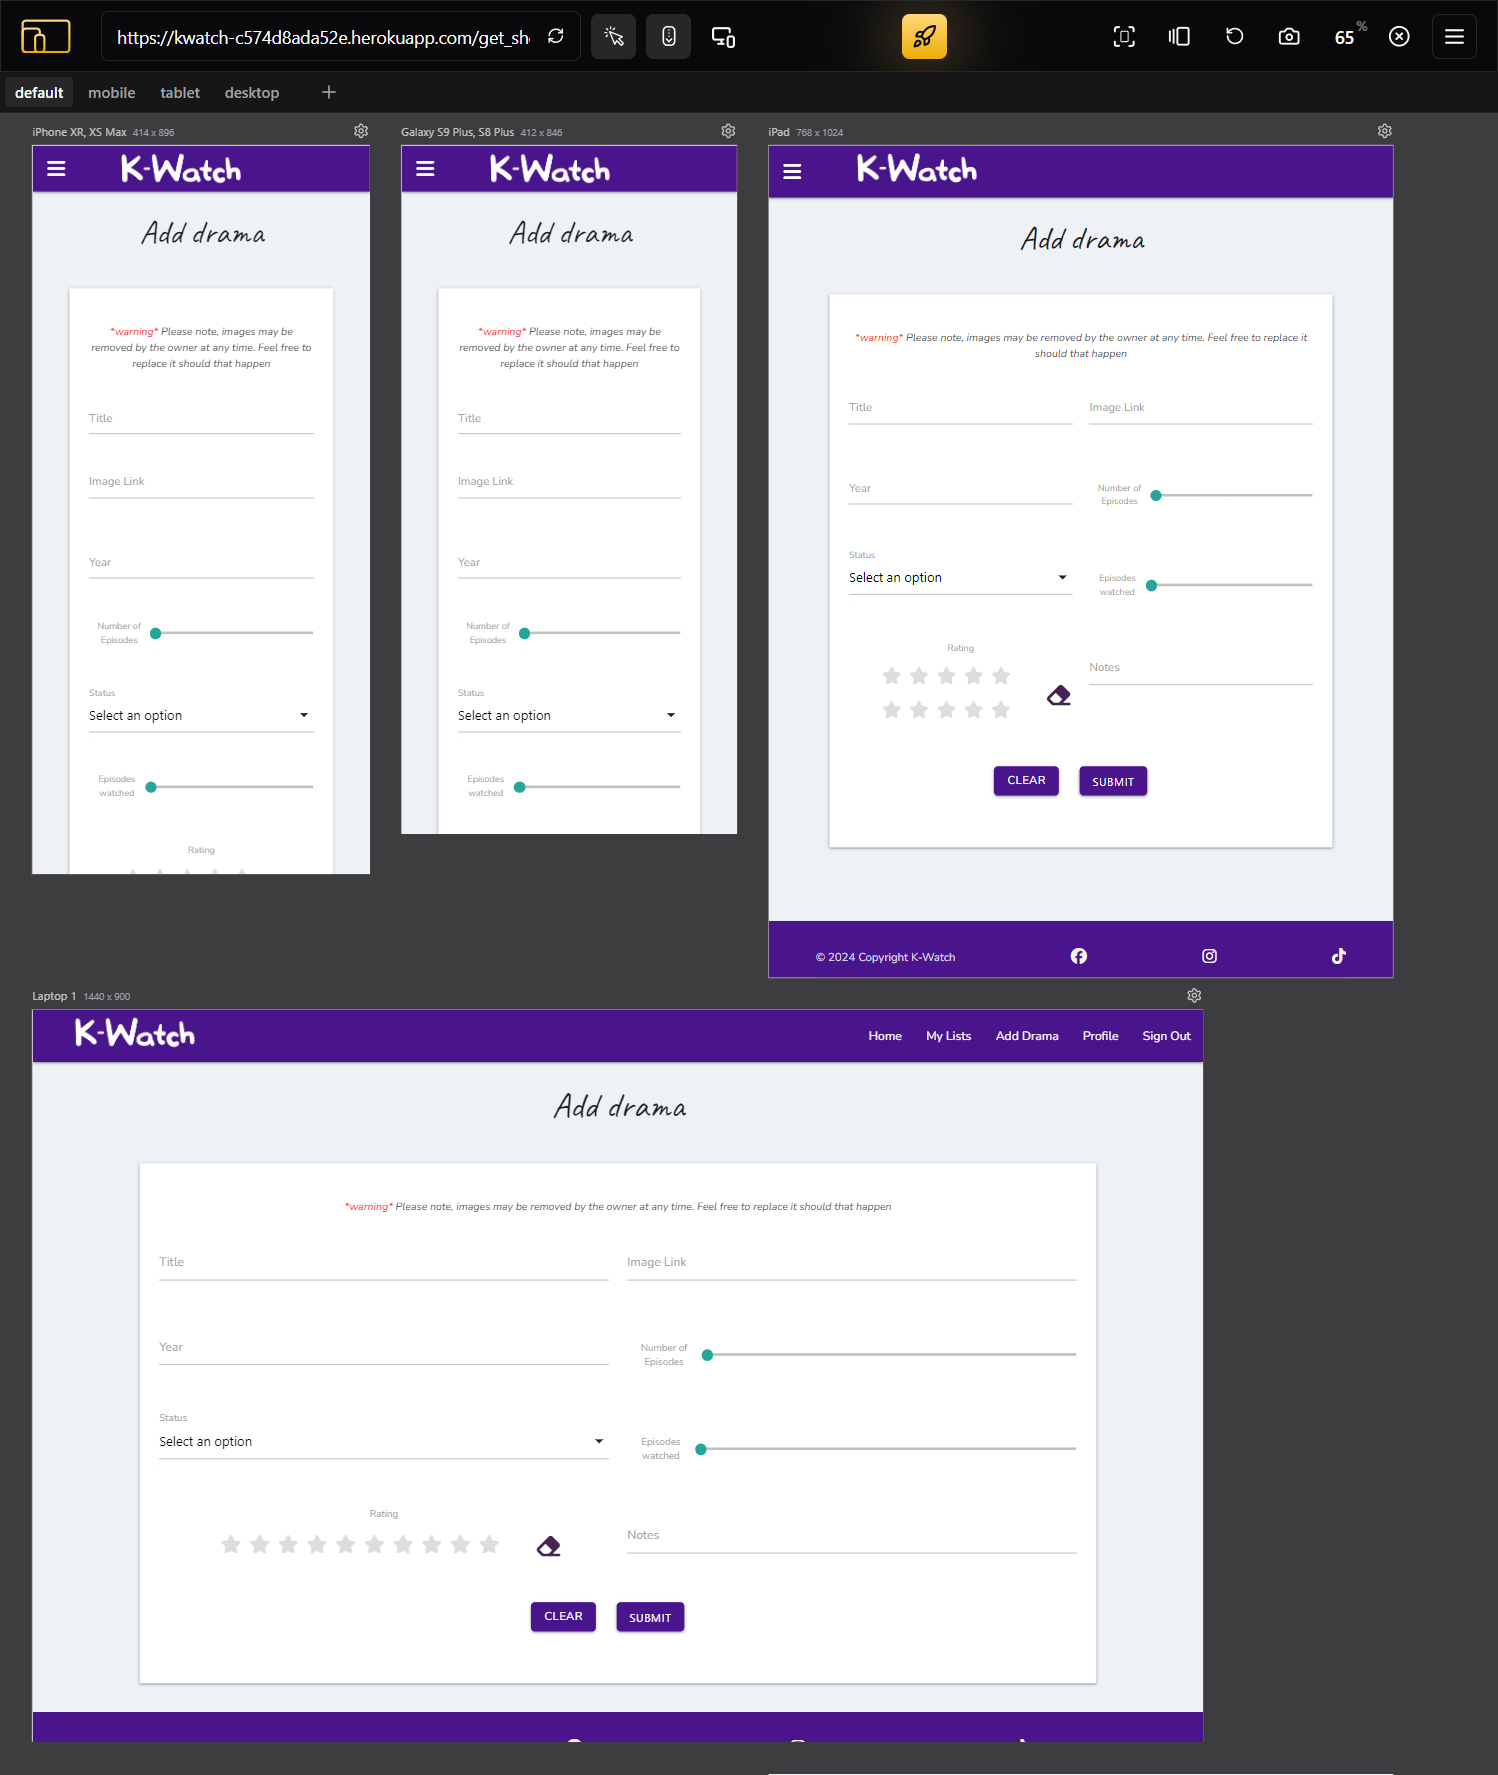 https://kwatch-c574d8ada52e.herokuapp.com/get_sh
65 %
default mobile tablet desktop
iPhone XR, XS Max 414 x 896
K-Watch
Add drama
*warning* Please note, images may be
removed by the owner at any time. Feel free to
replace it should that happen
Title
Image Link
Year
Number of
Episodes
Status
Select an option
Episodes
watched
Rating
Galaxy S9 Plus, S8 Plus 412 x 846
K-Watch
Add drama
*warning* Please note, images may be
removed by the owner at any time. Feel free to
replace it should that happen
Title
Image Link
Year
Number of
Episodes
Status
Select an option
Episodes
watched
iPad 768 x 1024
K-Watch
Add drama
*warning* Please note, images may be removed by the owner at any time. Feel free to replace it
should that happen
Title
Image Link
Year
Number of
Episodes
Status
Select an option
Episodes
watched
Rating
Notes
CLEAR
SUBMIT
© 2024 Copyright K-Watch
Laptop 1 1440 x 900
K-Watch
Home My Lists Add Drama Profile Sign Out
Add drama
*warning* Please note, images may be removed by the owner at any time. Feel free to replace it should that happen
Title
Image Link
Year
Number of
Episodes
Status
Select an option
Episodes
watched
Rating
Notes
CLEAR
SUBMIT